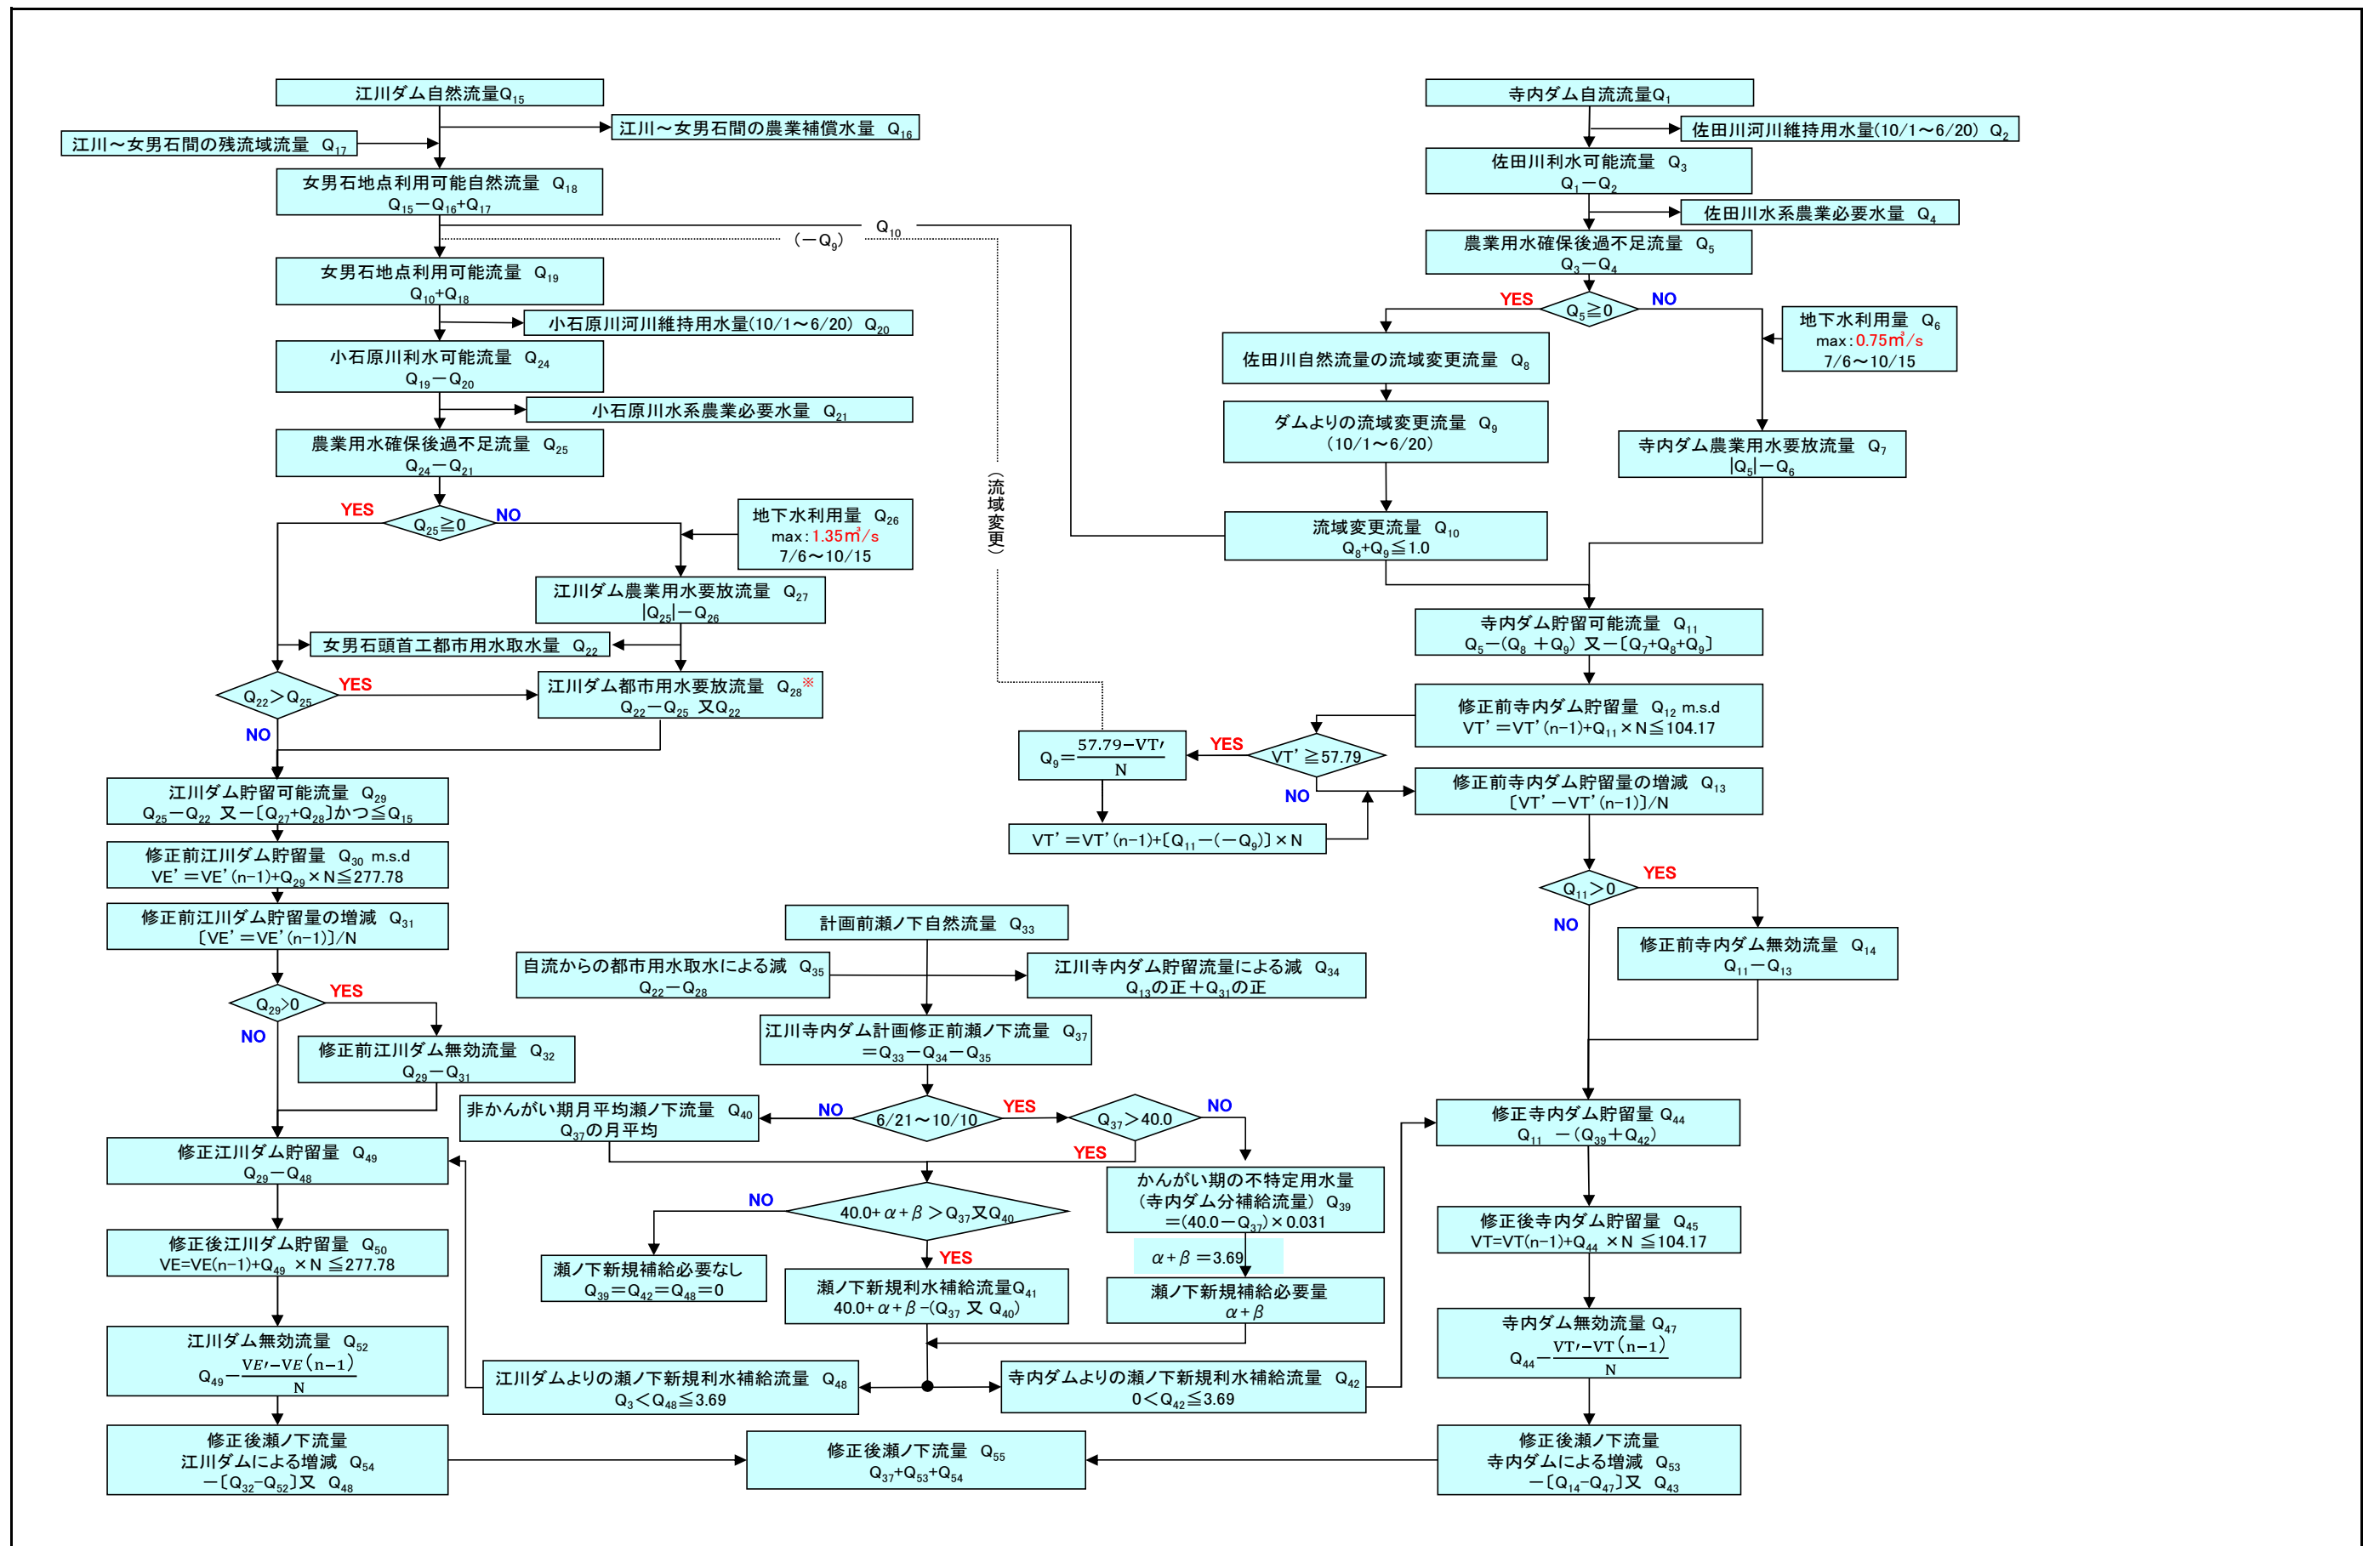 江川ダム自然流量Q₁₅
江川～女男石間の農業補償水量 Q₁₆
江川～女男石間の残流域流量 Q₁₇
女男石地点利用可能自然流量 Q₁₈
Q₁₅－Q₁₆+Q₁₇
Q₁₀
（－Q₉）
（流域変更）
女男石地点利用可能流量 Q₁₉
Q₁₀+Q₁₈
小石原川河川維持用水量(10/1～6/20) Q₂₀
小石原川利水可能流量 Q₂₄
Q₁₉－Q₂₀
小石原川水系農業必要水量 Q₂₁
農業用水確保後過不足流量 Q₂₅
Q₂₄－Q₂₁
YES
Q₂₅≧0
NO
地下水利用量 Q₂₆
max：1.35㎥/s
7/6～10/15
江川ダム農業用水要放流量 Q₂₇
|Q₂₅|－Q₂₆
女男石頭首工都市用水取水量 Q₂₂
Q₂₂＞Q₂₅
YES
NO
江川ダム都市用水要放流量 Q₂₈※
Q₂₂－Q₂₅ 又Q₂₂
江川ダム貯留可能流量 Q₂₉
Q₂₅－Q₂₂ 又－〔Q₂₇+Q₂₈〕かつ≦Q₁₅
修正前江川ダム貯留量 Q₃₀ m.s.d
VE’＝VE’(n-1)+Q₂₉×N≦277.78
修正前江川ダム貯留量の増減 Q₃₁
〔VE’＝VE’(n-1)〕/N
Q₂₉>0
YES
NO
修正前江川ダム無効流量 Q₃₂
Q₂₉－Q₃₁
修正江川ダム貯留量 Q₄₉
Q₂₉－Q₄₈
修正後江川ダム貯留量 Q₅₀
VE=VE(n-1)+Q₄₉ ×N ≦277.78
江川ダム無効流量 Q₅₂
Q₄₉－(VE′－VE(n-1))/N
修正後瀬ノ下流量
江川ダムによる増減 Q₅₄
－〔Q₃₂-Q₅₂〕又 Q₄₈
寺内ダム自流流量Q₁
佐田川河川維持用水量(10/1～6/20) Q₂
佐田川利水可能流量 Q₃
Q₁－Q₂
佐田川水系農業必要水量 Q₄
農業用水確保後過不足流量 Q₅
Q₃－Q₄
YES
Q₅≧0
NO
地下水利用量 Q₆
max：0.75㎥/s
7/6～10/15
佐田川自然流量の流域変更流量 Q₈
ダムよりの流域変更流量 Q₉
(10/1～6/20)
寺内ダム農業用水要放流量 Q₇
|Q₅|－Q₆
流域変更流量 Q₁₀
Q₈+Q₉≦1.0
寺内ダム貯留可能流量 Q₁₁
Q₅－(Q₈ ＋Q₉) 又－〔Q₇+Q₈+Q₉〕
修正前寺内ダム貯留量 Q₁₂ m.s.d
VT’＝VT’(n-1)+Q₁₁×N≦104.17
VT’≧57.79
YES
NO
Q₉＝(57.79－VT′)/N
VT’＝VT’(n-1)+〔Q₁₁－(－Q₉)〕×N
修正前寺内ダム貯留量の増減 Q₁₃
〔VT’－VT’(n-1)〕/N
Q₁₁＞0
YES
NO
修正前寺内ダム無効流量 Q₁₄
Q₁₁－Q₁₃
計画前瀬ノ下自然流量 Q₃₃
自流からの都市用水取水による減 Q₃₅
Q₂₂－Q₂₈
江川寺内ダム貯留流量による減 Q₃₄
Q₁₃の正＋Q₃₁の正
江川寺内ダム計画修正前瀬ノ下流量 Q₃₇
＝Q₃₃－Q₃₄－Q₃₅
非かんがい期月平均瀬ノ下流量 Q₄₀
Q₃₇の月平均
NO
6/21～10/10
YES
Q₃₇＞40.0
NO
YES
かんがい期の不特定用水量
（寺内ダム分補給流量） Q₃₉
＝(40.0－Q₃₇)×0.031
NO
40.0+α+β＞Q₃₇又Q₄₀
YES
α+β＝3.69
瀬ノ下新規補給必要なし
Q₃₉＝Q₄₂＝Q₄₈＝0
瀬ノ下新規利水補給流量Q₄₁
40.0+α+β-(Q₃₇ 又 Q₄₀)
瀬ノ下新規補給必要量
α+β
江川ダムよりの瀬ノ下新規利水補給流量 Q₄₈
Q₃＜Q₄₈≦3.69
寺内ダムよりの瀬ノ下新規利水補給流量 Q₄₂
0＜Q₄₂≦3.69
修正後瀬ノ下流量 Q₅₅
Q₃₇+Q₅₃+Q₅₄
修正寺内ダム貯留量 Q₄₄
Q₁₁ －(Q₃₉＋Q₄₂)
修正後寺内ダム貯留量 Q₄₅
VT=VT(n-1)+Q₄₄ ×N ≦104.17
寺内ダム無効流量 Q₄₇
Q₄₄－(VT′－VT(n-1))/N
修正後瀬ノ下流量
寺内ダムによる増減 Q₅₃
－〔Q₁₄-Q₄₇〕又 Q₄₃